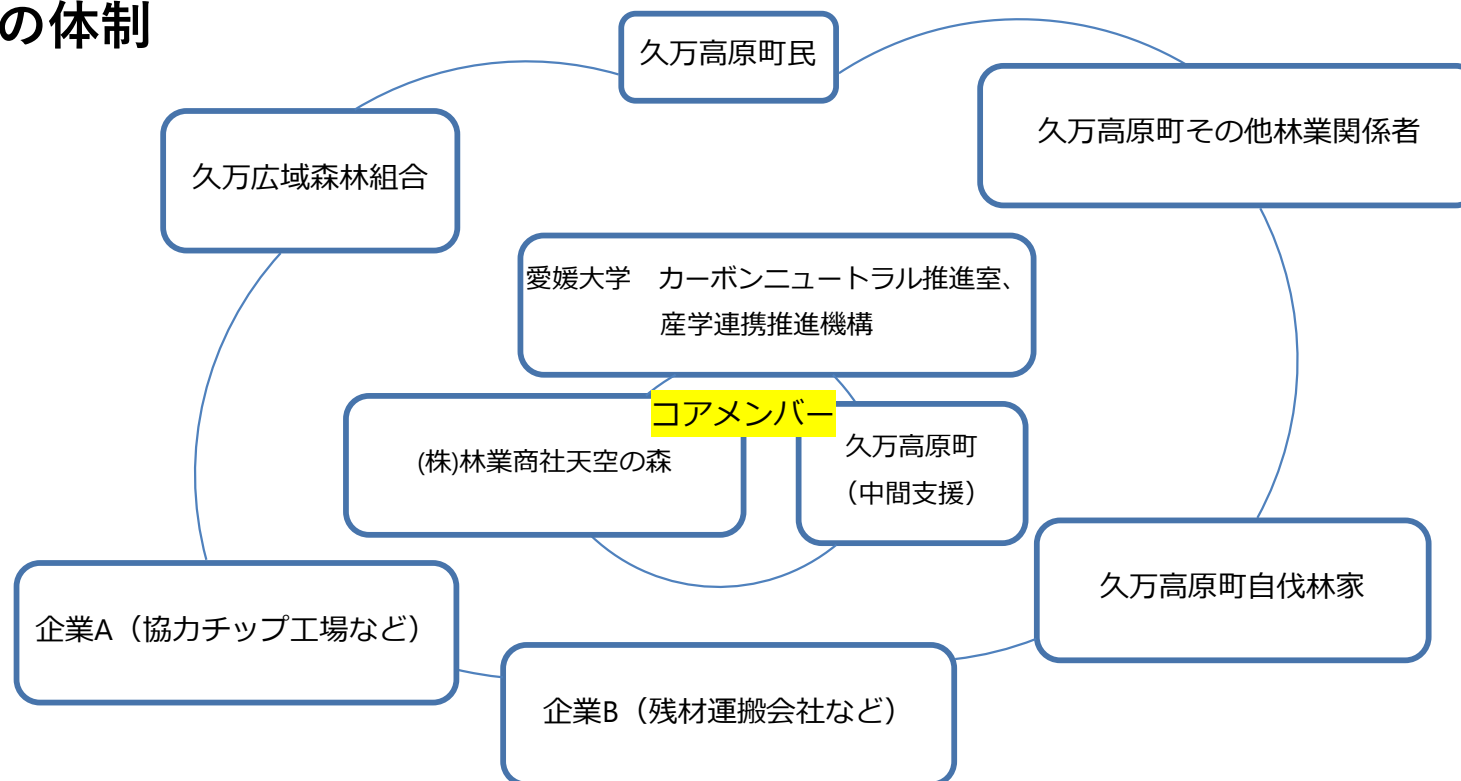 の体制
久万高原町民
久万高原町その他林業関係者
久万広域森林組合
愛媛大学　カーボンニュートラル推進室、
産学連携推進機構
コアメンバー
(株)林業商社天空の森
久万高原町
（中間支援）
久万高原町自伐林家
企業A（協力チップ工場など）
企業B（残材運搬会社など）